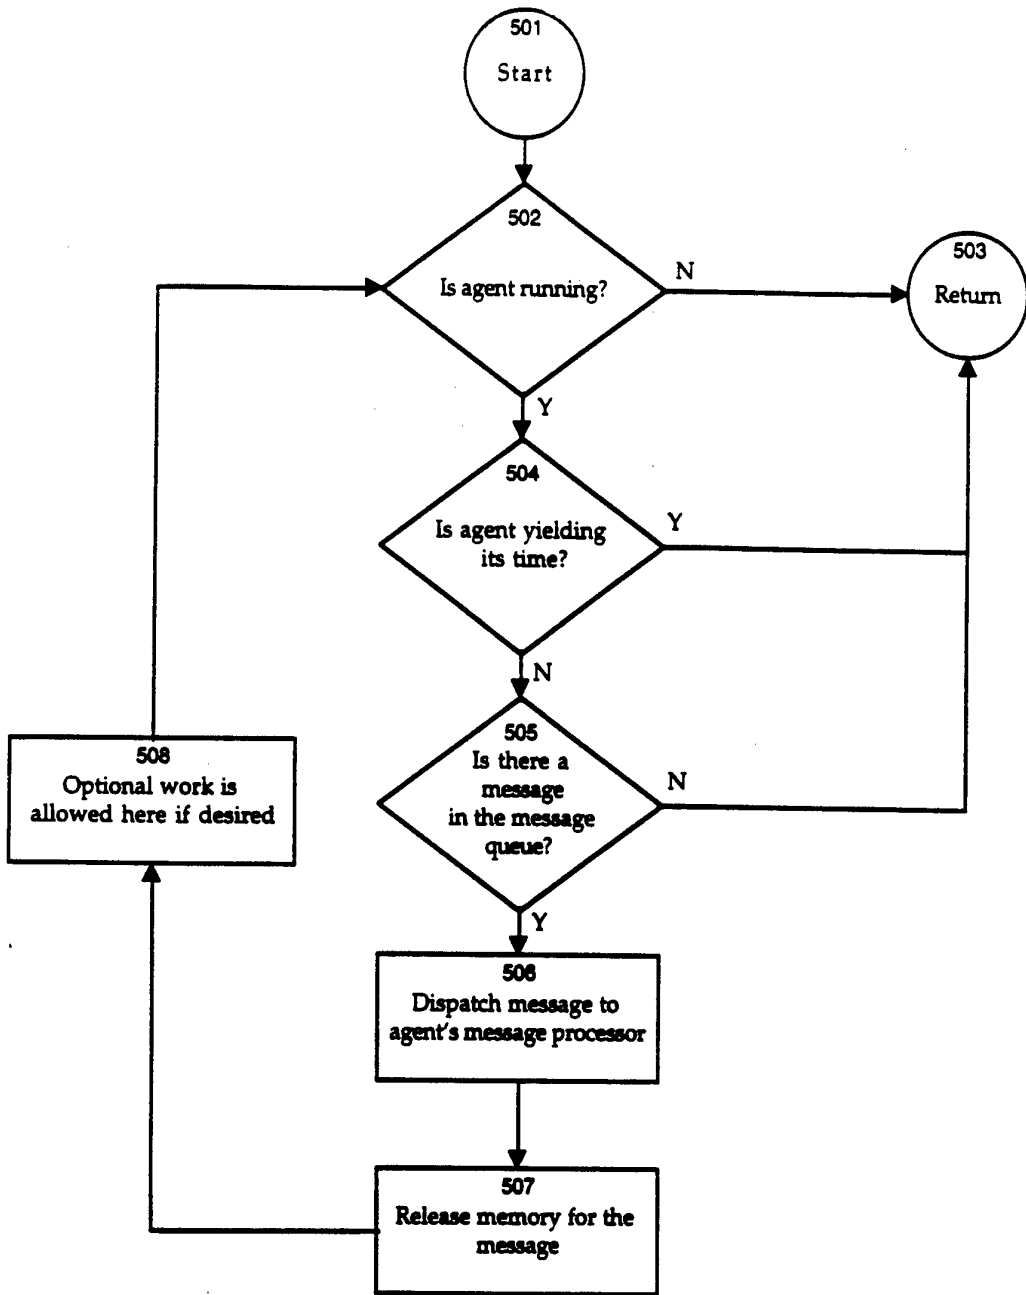 501
Start
502
Is agent running?
N
503
Return
Y
504
Is agent yielding
its time?
Y
N
505
Is there a
message
in the message
queue?
N
508
Optional work is
allowed here if desired
Y
506
Dispatch message to
agent's message processor
507
Release memory for the
message